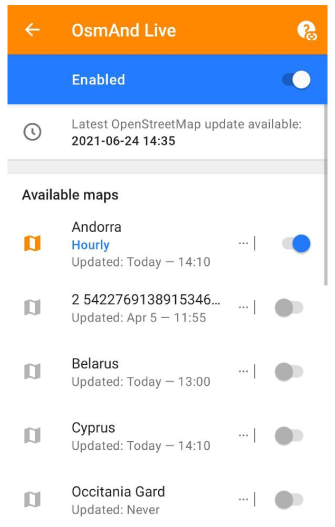 OsmAnd Live
Enabled
Latest OpenStreetMap update available:
2021-06-24 14:35
Available maps
Andorra
Hourly
Updated: Today — 14:10
2 5422769138915346...
Updated: Apr 5 — 11:55
Belarus
Updated: Today — 13:00
Cyprus
Updated: Today — 14:10
Occitania Gard
Updated: Never